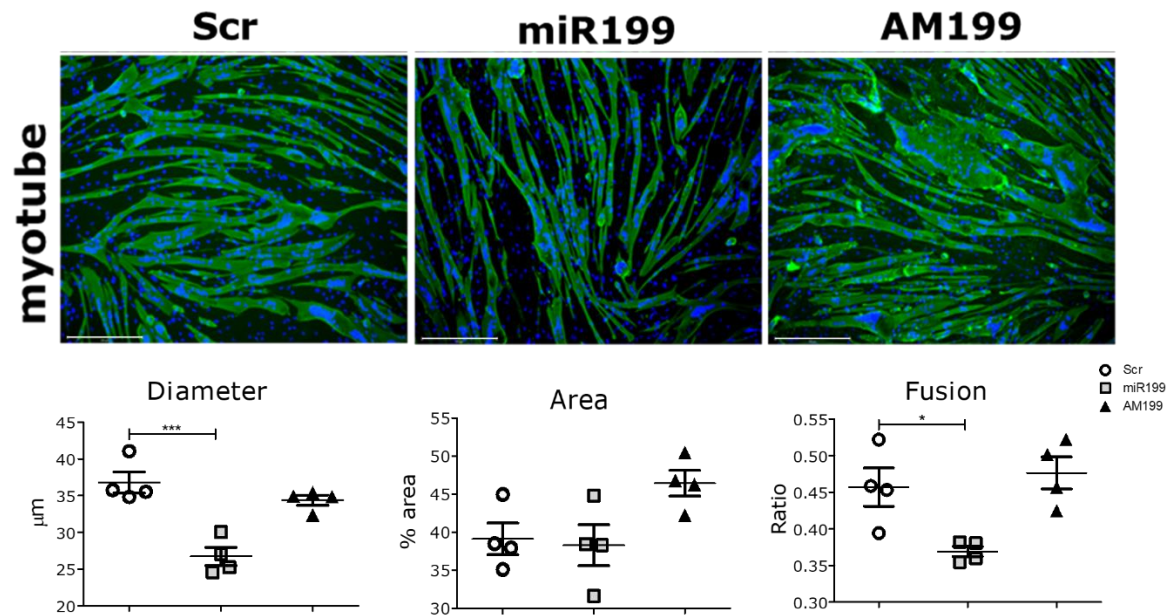 Scr
miR199
AM199
myotube
Diameter
45
40
35
30
25
20
μm
***
Area
60
55
50
45
40
35
30
% area
Fusion
0.55
0.50
0.45
0.40
0.35
0.30
Ratio
*
Scr
miR199
AM199